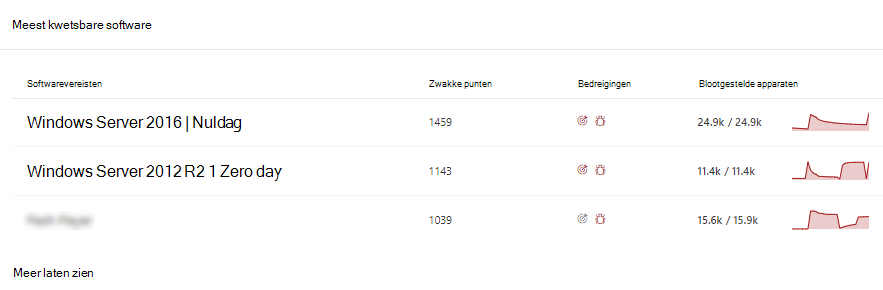 Meest kwetsbare software
Softwarevereisten Zwakke punten Bedreigingen Blootgestelde apparaten
Windows Server 2016 | Nuldag 1459 24.9k / 24.9k
Windows Server 2012 R2 1 Zero day 1143 11.4k / 11.4k
1039 15.6k / 15.9k
Meer laten zien